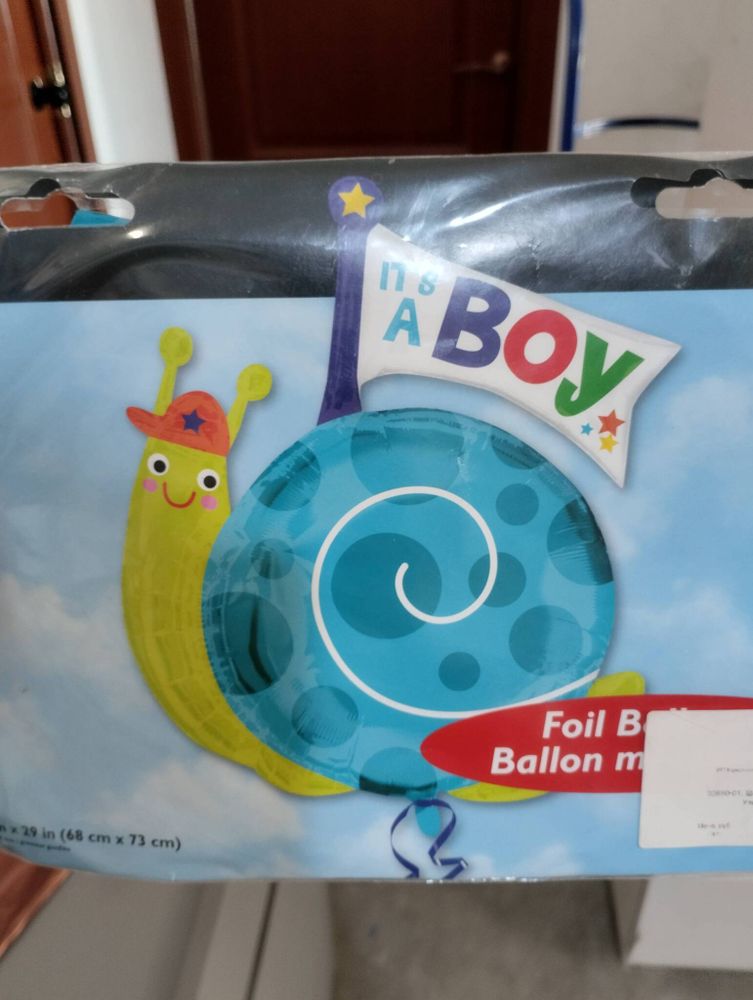 IT'S
A BOY
Foil B
Ballon m
x 29 in (68 cm x 73 cm)